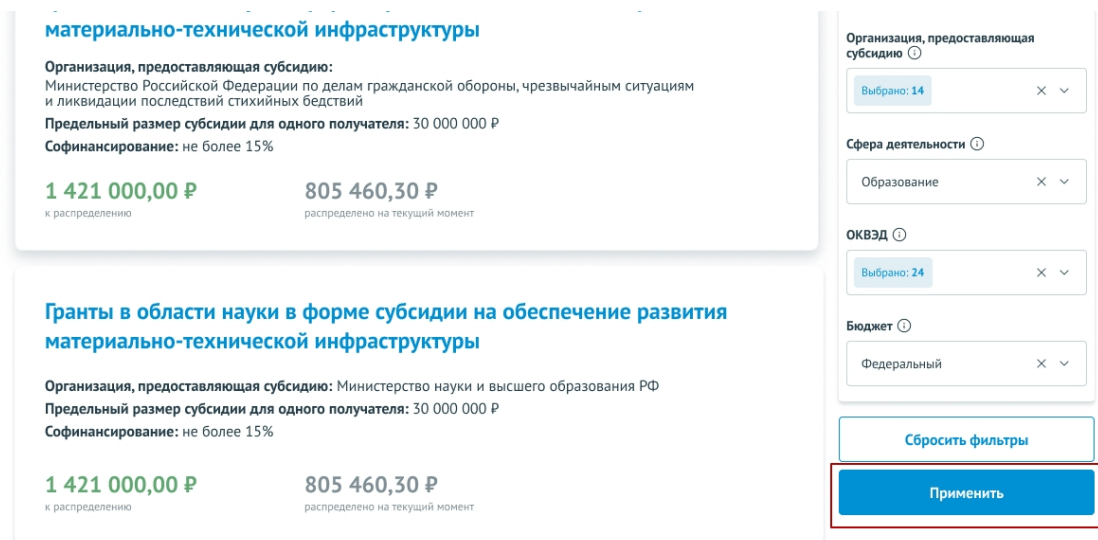 материально-технической инфраструктуры
Организация, предоставляющая субсидию:
Министерство Российской Федерации по делам гражданской обороны, чрезвычайным ситуациям
и ликвидации последствий стихийных бедствий
Предельный размер субсидии для одного получателя: 30 000 000 ₽
Софинансирование: не более 15%
1 421 000,00 ₽
к распределению
805 460,30 ₽
распределено на текущий момент
Гранты в области науки в форме субсидии на обеспечение развития
материально-технической инфраструктуры
Организация, предоставляющая субсидию: Министерство науки и высшего образования РФ
Предельный размер субсидии для одного получателя: 30 000 000 ₽
Софинансирование: не более 15%
1 421 000,00 ₽
к распределению
805 460,30 ₽
распределено на текущий момент
Организация, предоставляющая
субсидию
Выбрано: 14
Сфера деятельности
Образование
ОКВЭД
Выбрано: 24
Бюджет
Федеральный
Сбросить фильтры
Применить